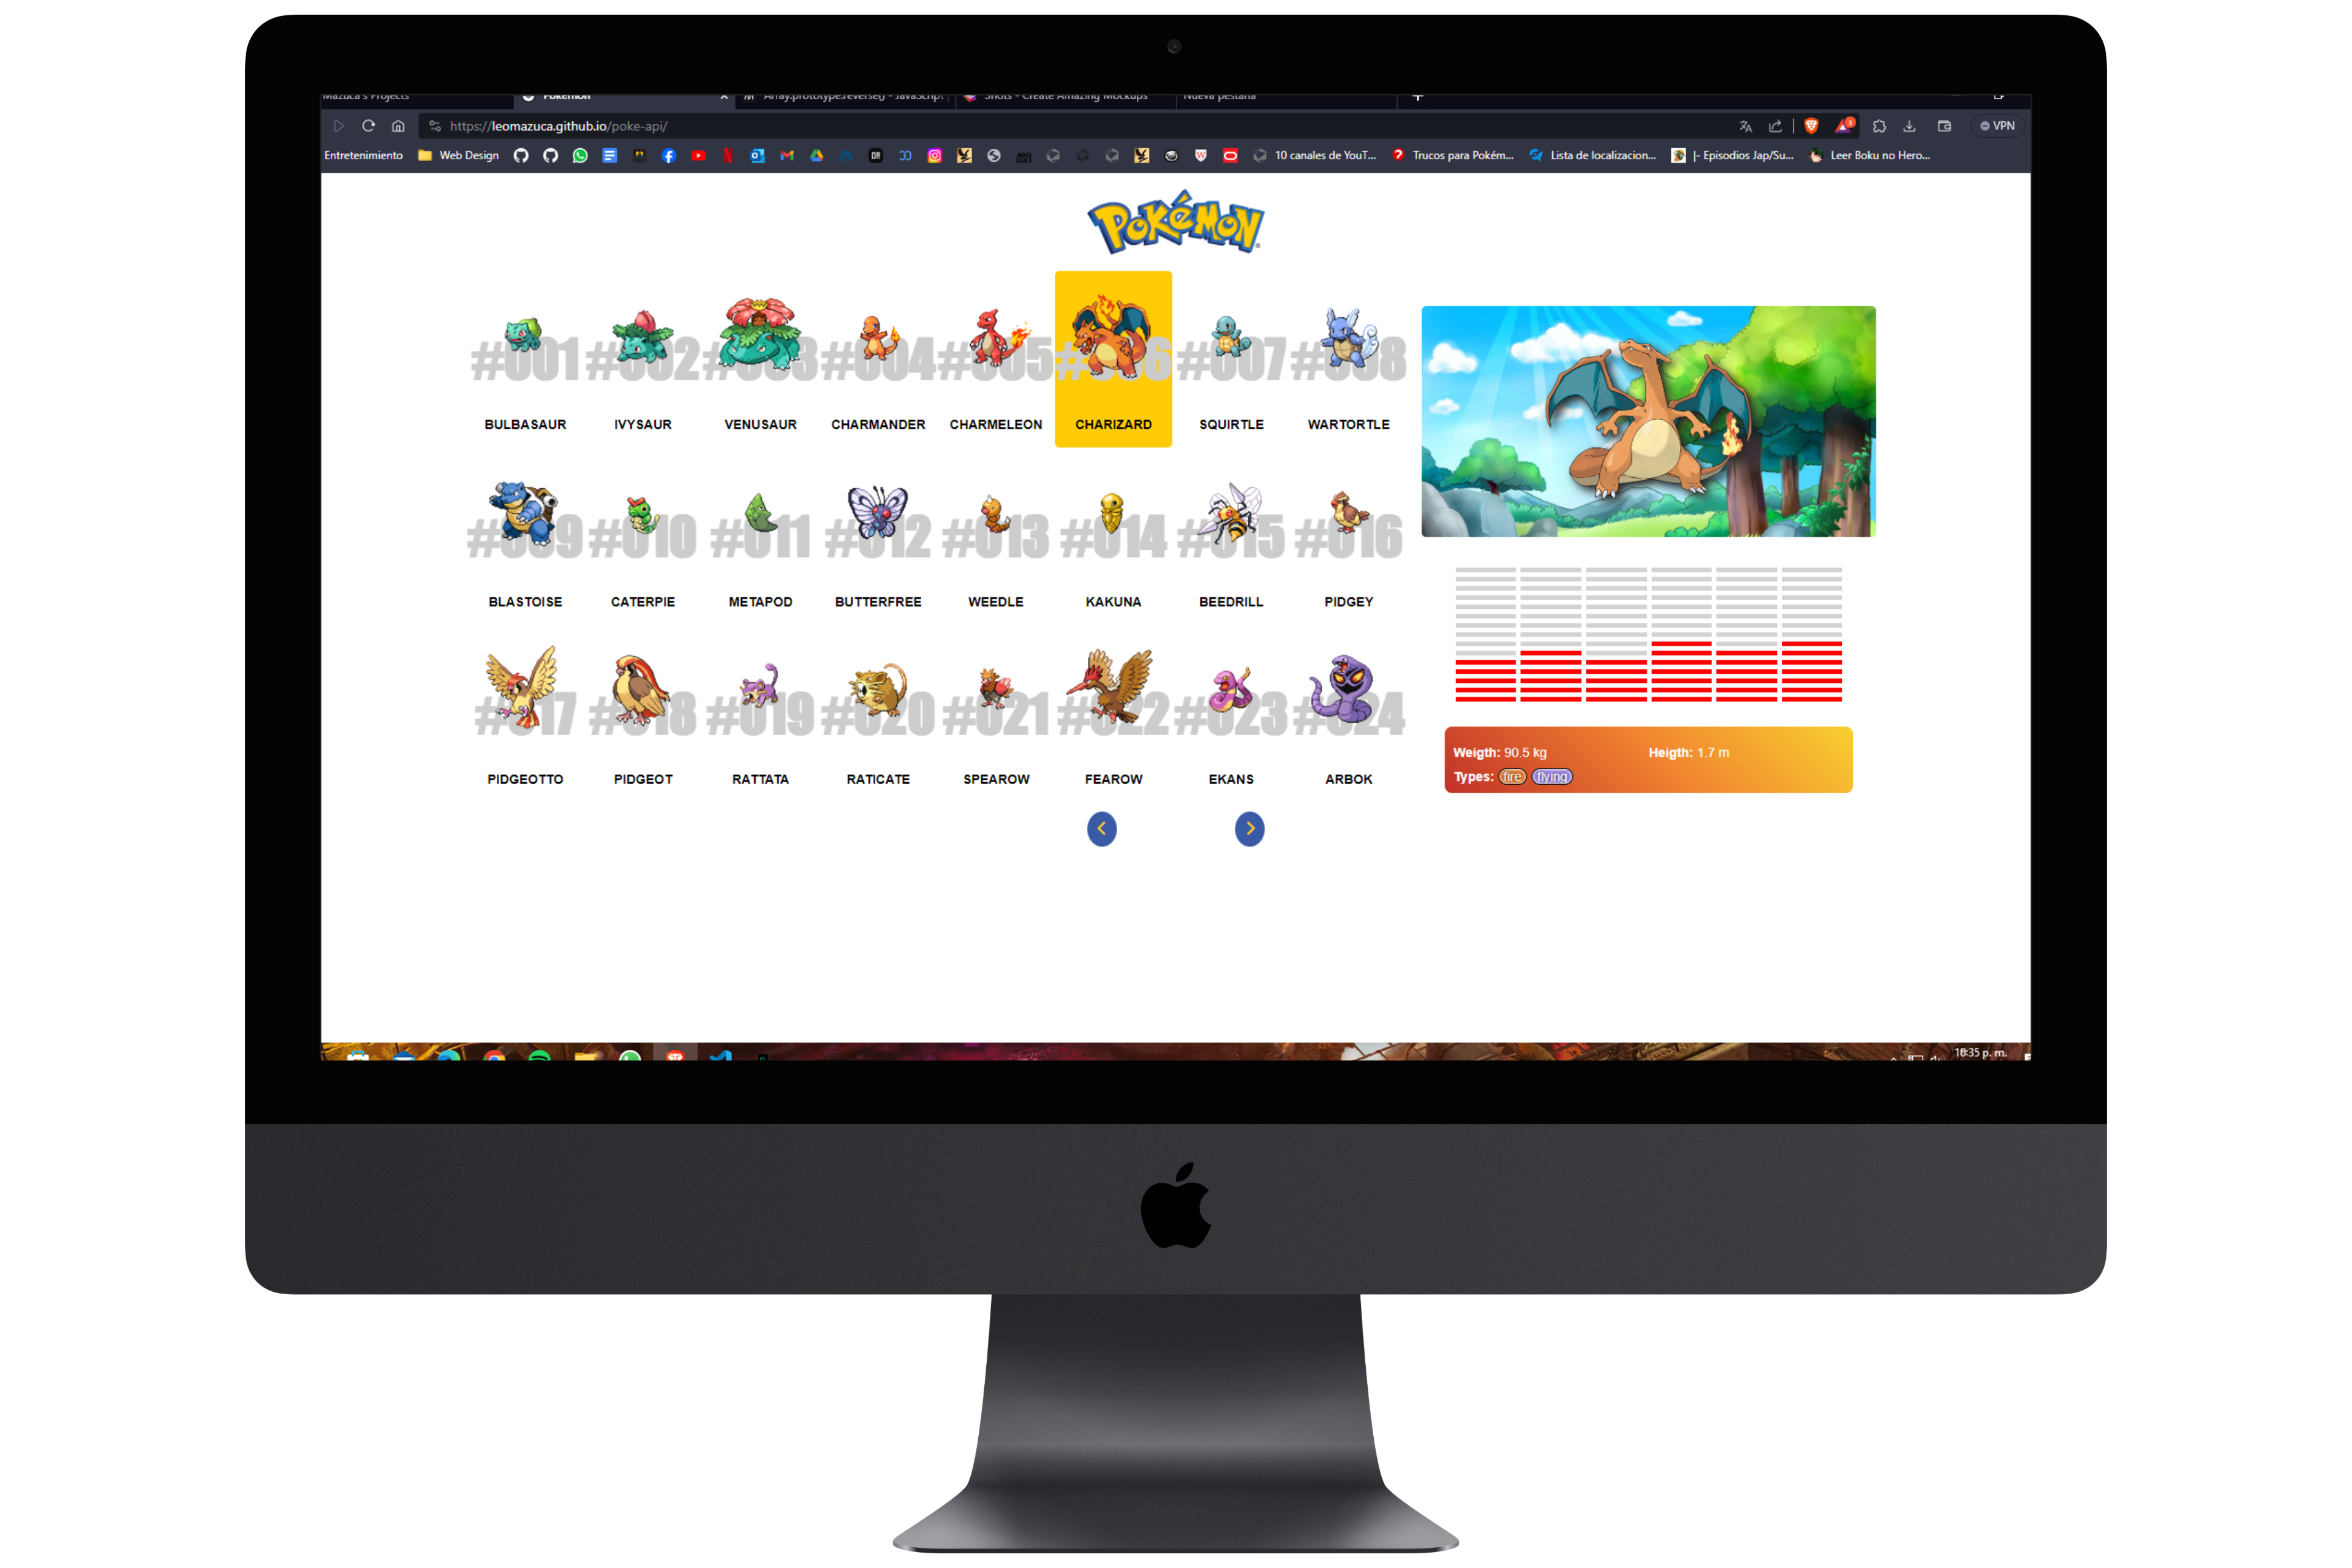 Mazuca's Projects Pokemon Array.prototype.reverse() - JavaScript Shots - Create Amazing Mockups Nueva pestaña
https://leomazuca.github.io/poke-api/ VPN
Entretenimiento Web Design 10 canales de YouT... Trucos para Pokém... Lista de localizacion... |- Episodios Jap/Su... Leer Boku no Hero...
POKéMON
#001 #002 #003 #004 #005 #006 #007 #008
BULBASAUR IVYSAUR VENUSAUR CHARMANDER CHARMELEON CHARIZARD SQUIRTLE WARTORTLE
#009 #010 #011 #012 #013 #014 #015 #016
BLASTOISE CATERPIE METAPOD BUTTERFREE WEEDLE KAKUNA BEEDRILL PIDGEY
#017 #018 #019 #020 #021 #022 #023 #024
PIDGEOTTO PIDGEOT RATTATA RATICATE SPEAROW FEAROW EKANS ARBOK
Weigth: 90.5 kg Heigth: 1.7 m
Types: fire flying
10:35 p. m.